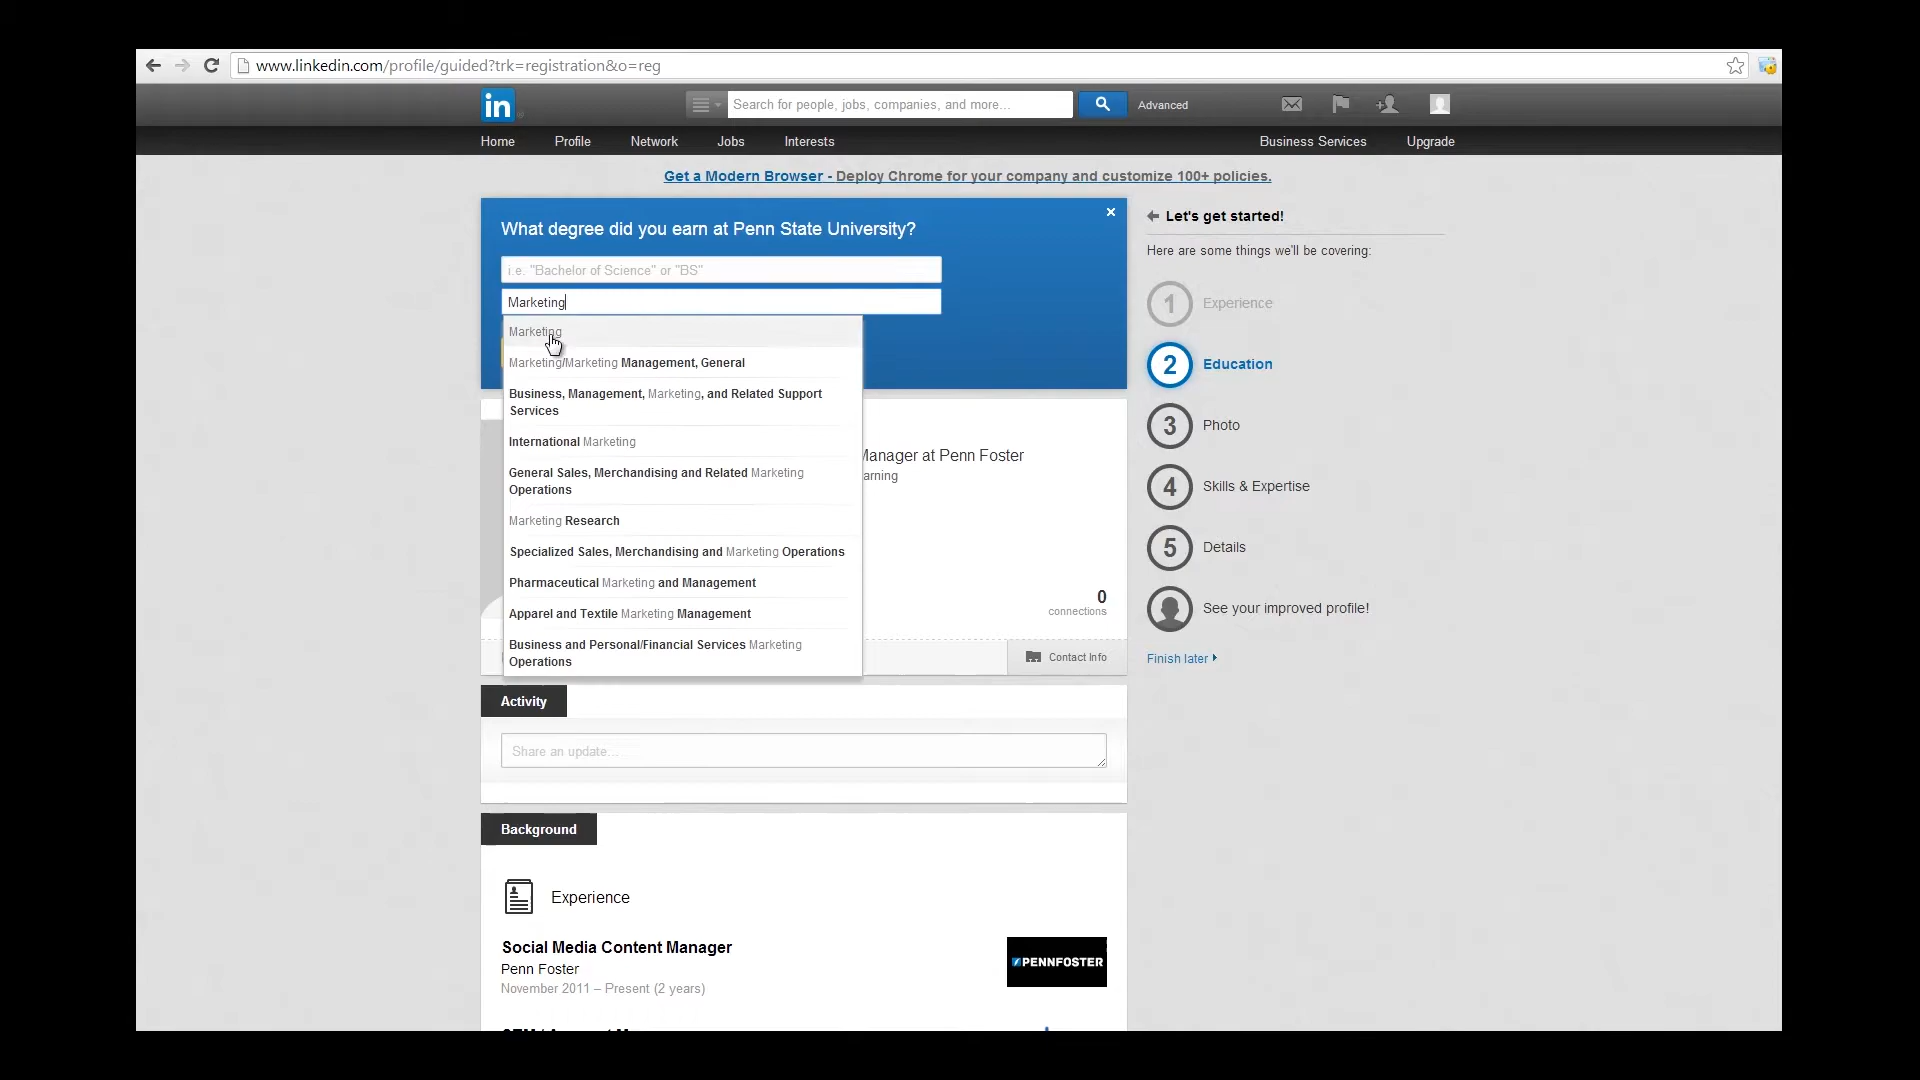 www.linkedin.com/profile/guided?trk=registration&o=reg
in
Search for people, jobs, companies, and more...
Advanced
Home Profile Network Jobs Interests Business Services Upgrade
Get a Modern Browser - Deploy Chrome for your company and customize 100+ policies.
What degree did you earn at Penn State University?
i.e. "Bachelor of Science" or "BS"
Marketing
Marketing
Marketing/Marketing Management, General
Business, Management, Marketing, and Related Support
Services
International Marketing
General Sales, Merchandising and Related Marketing
Operations
Marketing Research
Specialized Sales, Merchandising and Marketing Operations
Pharmaceutical Marketing and Management
Apparel and Textile Marketing Management
Business and Personal/Financial Services Marketing
Operations
Manager at Penn Foster
arning
0
connections
Contact Info
Let's get started!
Here are some things we'll be covering:
1 Experience
2 Education
3 Photo
4 Skills & Expertise
5 Details
See your improved profile!
Finish later
Activity
Share an update...
Background
Experience
Social Media Content Manager
Penn Foster
November 2011 – Present (2 years)
PENNFOSTER